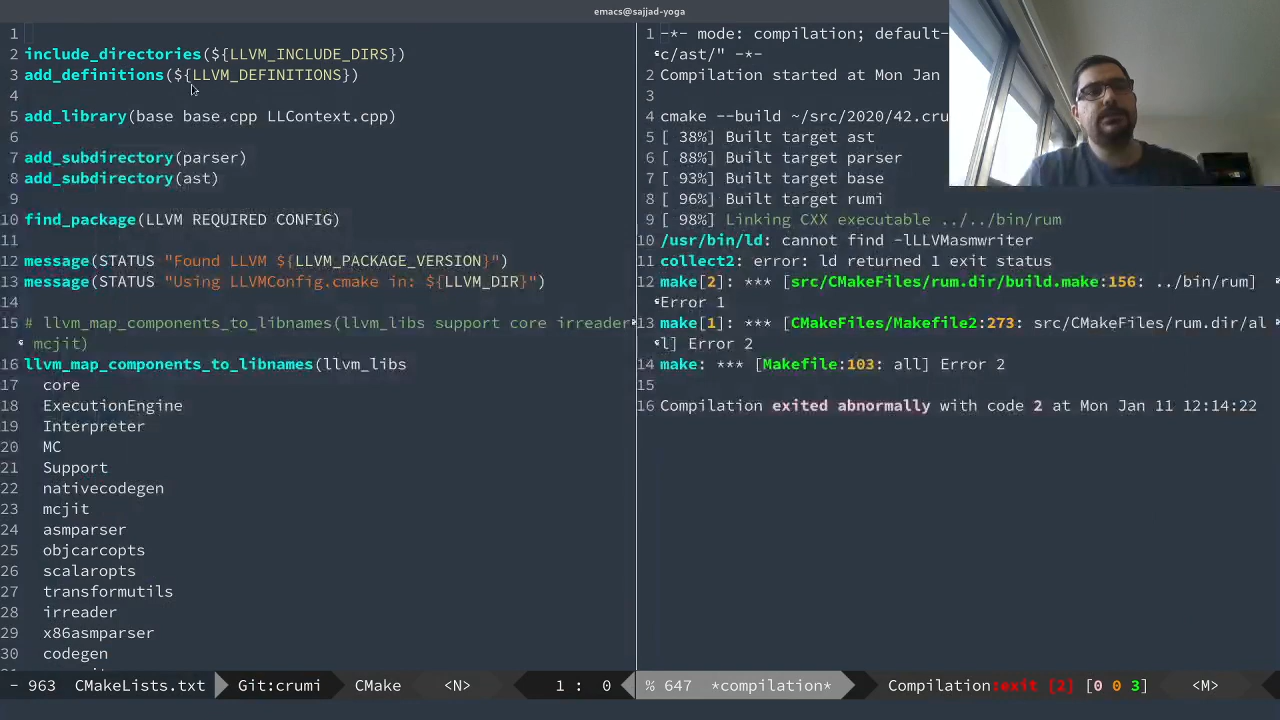 emacs@sajjad-yoga
1
2 include_directories(${LLVM_INCLUDE_DIRS})
3 add_definitions(${LLVM_DEFINITIONS})
4
5 add_library(base base.cpp LLContext.cpp)
6
7 add_subdirectory(parser)
8 add_subdirectory(ast)
9
10 find_package(LLVM REQUIRED CONFIG)
11
12 message(STATUS "Found LLVM ${LLVM_PACKAGE_VERSION}")
13 message(STATUS "Using LLVMConfig.cmake in: ${LLVM_DIR}")
14
15 # llvm_map_components_to_libnames(llvm_libs support core irreader
mcjit)
16 llvm_map_components_to_libnames(llvm_libs
17 core
18 ExecutionEngine
19 Interpreter
20 MC
21 Support
22 nativecodegen
23 mcjit
24 asmparser
25 objcarcopts
26 scalaropts
27 transformutils
28 irreader
29 x86asmparser
30 codegen
- 963 CMakeLists.txt Git:crumi CMake <N> 1 : 0
1 -*- mode: compilation; default-
c/ast/" -*-
2 Compilation started at Mon Jan
3
4 cmake --build ~/src/2020/42.cru
5 [ 38%] Built target ast
6 [ 88%] Built target parser
7 [ 93%] Built target base
8 [ 96%] Built target rumi
9 [ 98%] Linking CXX executable ../../bin/rum
10 /usr/bin/ld: cannot find -lLLVMasmwriter
11 collect2: error: ld returned 1 exit status
12 make[2]: *** [src/CMakeFiles/rum.dir/build.make:156: ../bin/rum]
Error 1
13 make[1]: *** [CMakeFiles/Makefile2:273: src/CMakeFiles/rum.dir/al
l] Error 2
14 make: *** [Makefile:103: all] Error 2
15
16 Compilation exited abnormally with code 2 at Mon Jan 11 12:14:22
% 647 *compilation* Compilation:exit [2] [0 0 3] <M>